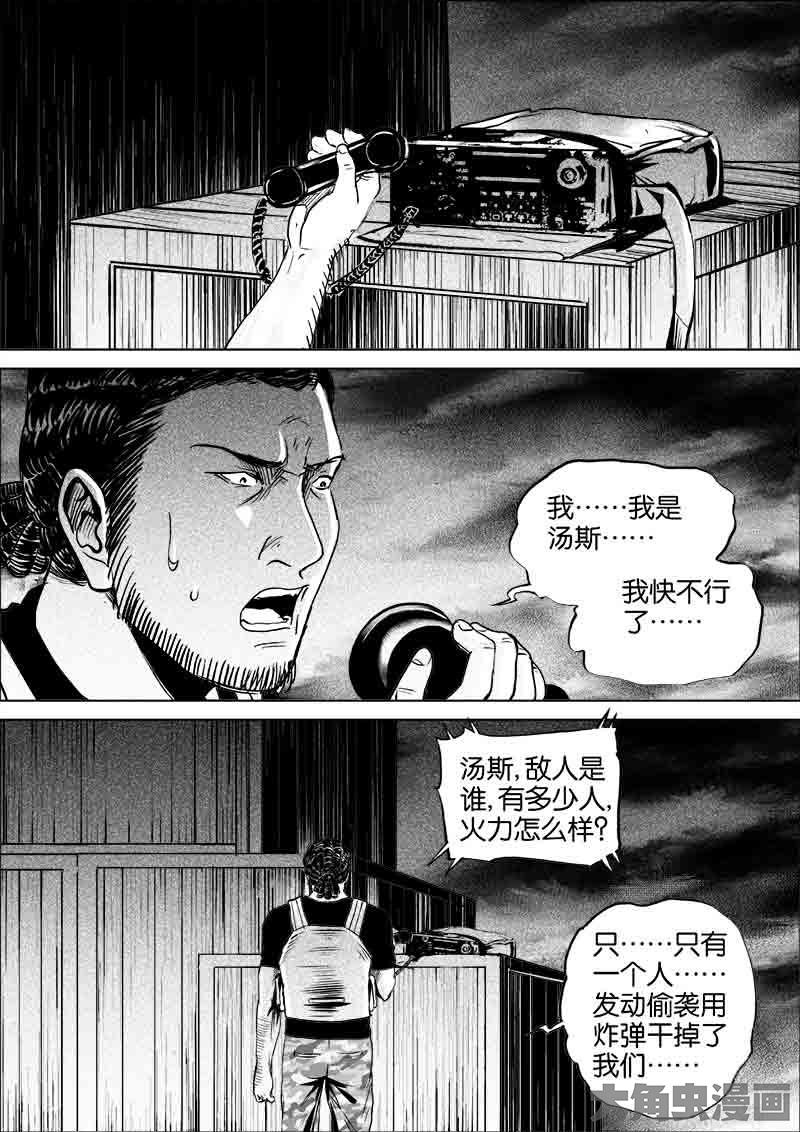 我……我是
汤斯……
我快不行
了……
汤斯,敌人是
谁,有多少人,
火力怎么样?
只……只有
一个人……
发动偷袭用
炸弹干掉了
我们……
大角虫漫画